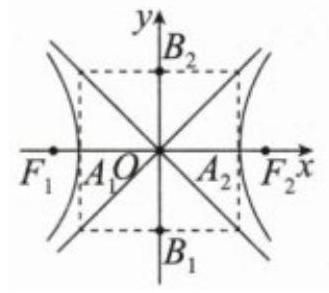 y
B₂
F₁ A₁ O A₂ F₂ x
B₁